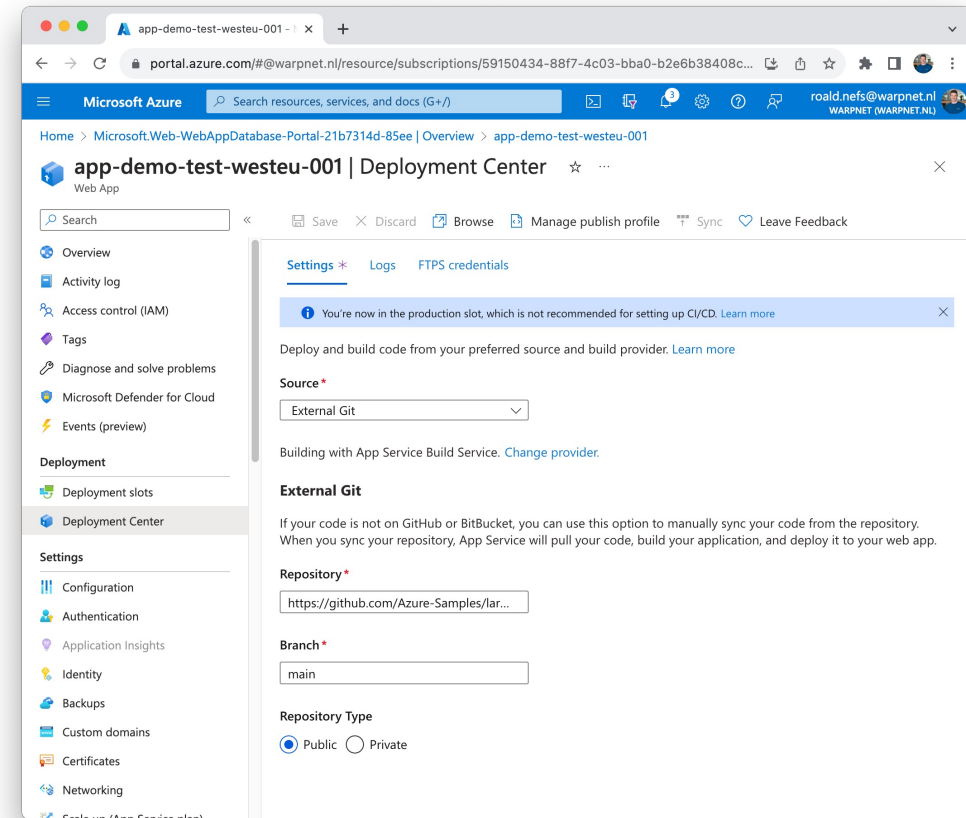 app-demo-test-westeu-001 -
portal.azure.com/#@warpnet.nl/resource/subscriptions/59150434-88f7-4c03-bba0-b2e6b38408c...
Microsoft Azure
Search resources, services, and docs (G+/)
3
roald.nefs@warpnet.nl
WARPNET (WARPNET.NL)
Home > Microsoft.Web-WebAppDatabase-Portal-21b7314d-85ee | Overview > app-demo-test-westeu-001
app-demo-test-westeu-001 | Deployment Center
Web App
Search
Save Discard Browse Manage publish profile Sync Leave Feedback
Overview
Activity log
Access control (IAM)
Tags
Diagnose and solve problems
Microsoft Defender for Cloud
Events (preview)
Deployment
Deployment slots
Deployment Center
Settings
Configuration
Authentication
Application Insights
Identity
Backups
Custom domains
Certificates
Networking
Scale up (App Service plan)
Settings * Logs FTPS credentials
You're now in the production slot, which is not recommended for setting up CI/CD. Learn more
Deploy and build code from your preferred source and build provider. Learn more
Source *
External Git
Building with App Service Build Service. Change provider.
External Git
If your code is not on GitHub or BitBucket, you can use this option to manually sync your code from the repository.
When you sync your repository, App Service will pull your code, build your application, and deploy it to your web app.
Repository *
https://github.com/Azure-Samples/lar...
Branch *
main
Repository Type
Public Private